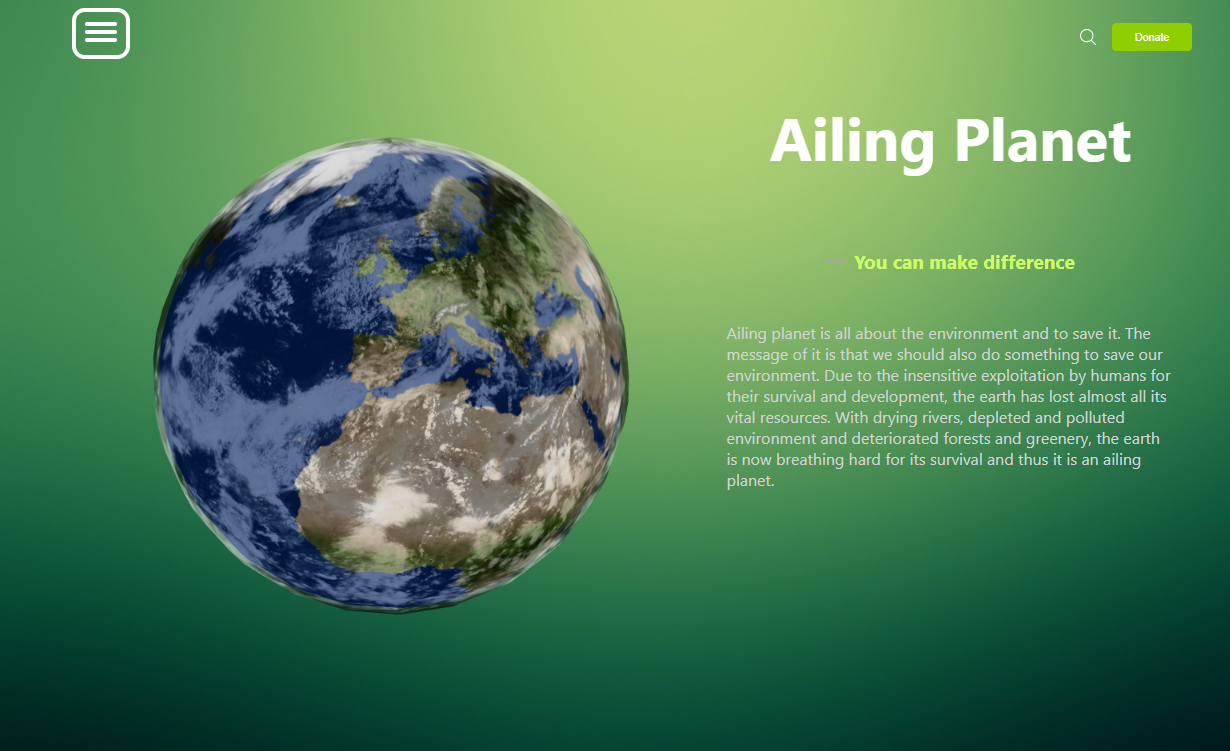 Donate
Ailing Planet
You can make difference
Ailing planet is all about the environment and to save it. The
message of it is that we should also do something to save our
environment. Due to the insensitive exploitation by humans for
their survival and development, the earth has lost almost all its
vital resources. With drying rivers, depleted and polluted
environment and deteriorated forests and greenery, the earth
is now breathing hard for its survival and thus it is an ailing
planet.